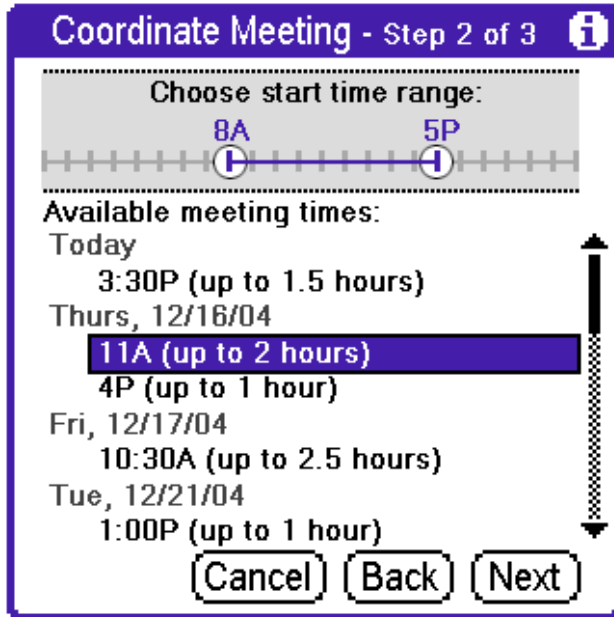 Coordinate Meeting - Step 2 of 3 i
Choose start time range:
8A 5P
Available meeting times:
Today
3:30P (up to 1.5 hours)
Thurs, 12/16/04
11A (up to 2 hours)
4P (up to 1 hour)
Fri, 12/17/04
10:30A (up to 2.5 hours)
Tue, 12/21/04
1:00P (up to 1 hour)
Cancel Back Next